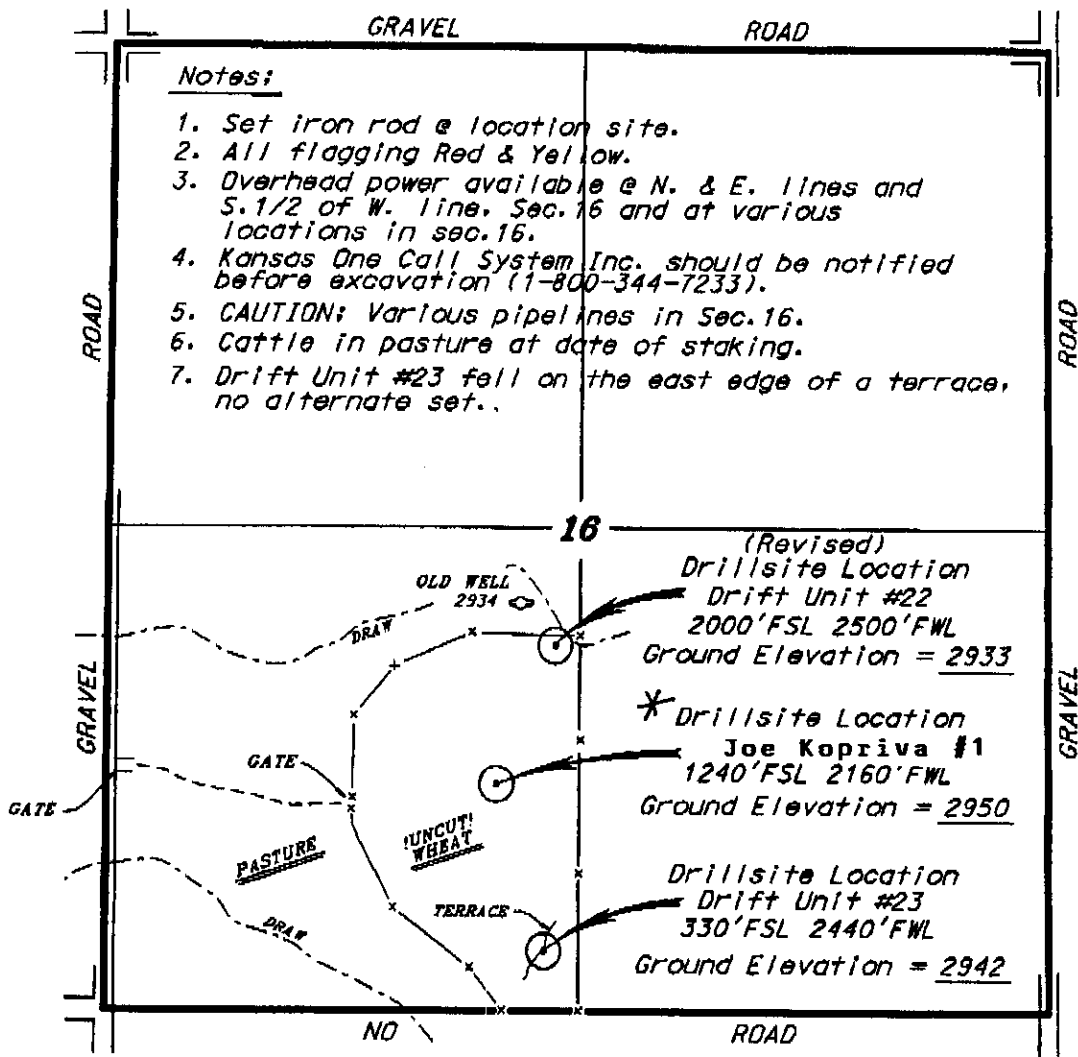 GRAVEL ROAD
Notes:
1. Set iron rod @ location site.
2. All flagging Red & Yellow.
3. Overhead power available @ N. & E. lines and
S.1/2 of W. line, Sec.16 and at various
locations in sec.16.
4. Kansas One Call System Inc. should be notified
before excavation (1-800-344-7233).
5. CAUTION: Various pipelines in Sec.16.
6. Cattle in pasture at date of staking.
7. Drift Unit #23 fell on the east edge of a terrace,
no alternate set..
ROAD
ROAD
16
(Revised)
Drillsite Location
Drift Unit #22
2000'FSL 2500'FWL
Ground Elevation = 2933
OLD WELL
2934
DRAW
GRAVEL
GRAVEL
Drillsite Location
Joe Kopriva #1
1240'FSL 2160'FWL
Ground Elevation = 2950
GATE
GATE
PASTURE
!UNCUT!
WHEAT
Drillsite Location
Drift Unit #23
330'FSL 2440'FWL
Ground Elevation = 2942
TERRACE
DRAW
NO ROAD